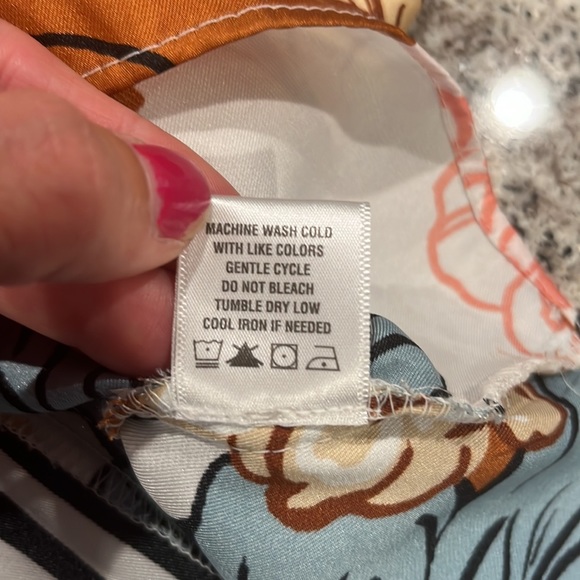 MACHINE WASH COLD
WITH LIKE COLORS
GENTLE CYCLE
DO NOT BLEACH
TUMBLE DRY LOW
COOL IRON IF NEEDED